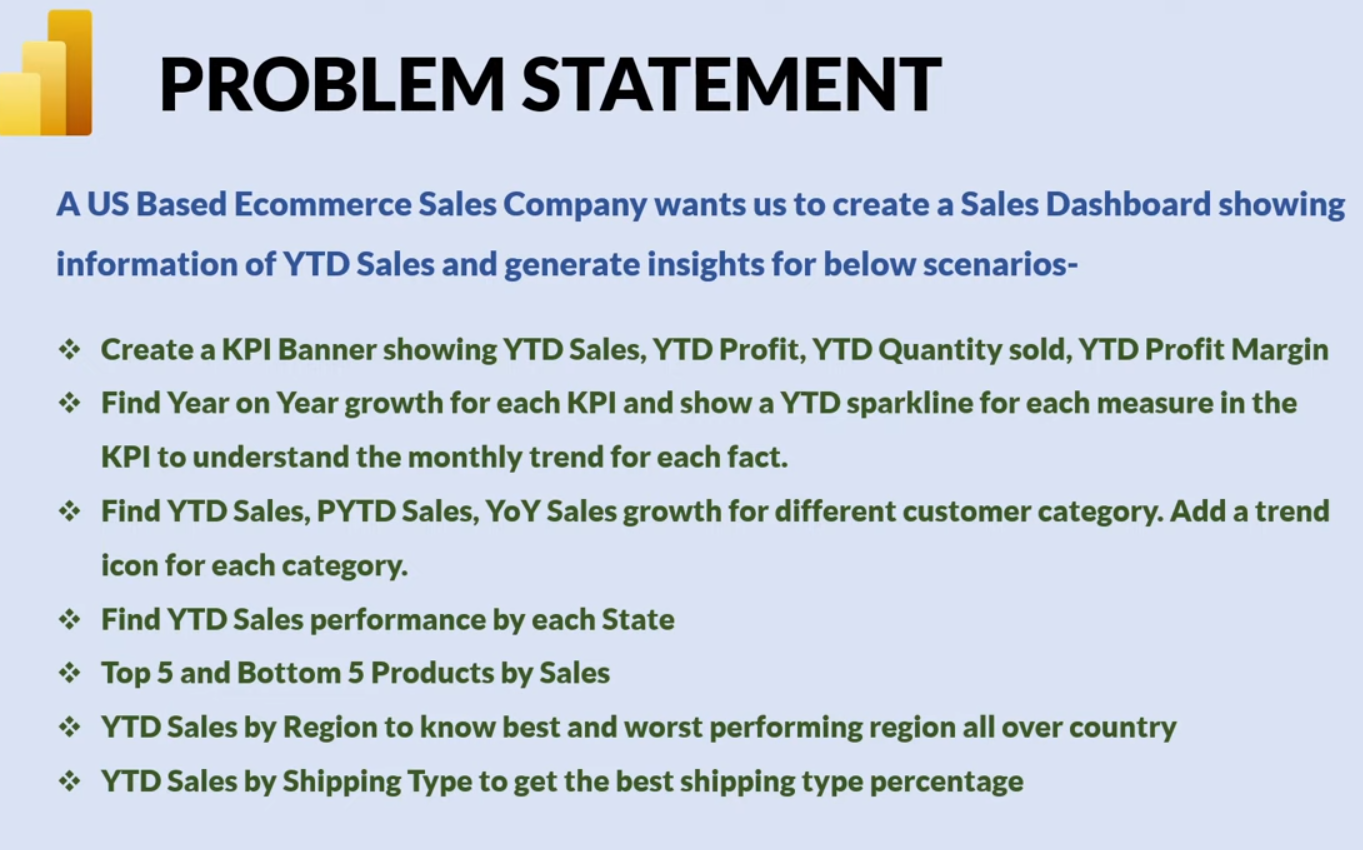 PROBLEM STATEMENT
A US Based Ecommerce Sales Company wants us to create a Sales Dashboard showing
information of YTD Sales and generate insights for below scenarios-
❖ Create a KPI Banner showing YTD Sales, YTD Profit, YTD Quantity sold, YTD Profit Margin
❖ Find Year on Year growth for each KPI and show a YTD sparkline for each measure in the
KPI to understand the monthly trend for each fact.
❖ Find YTD Sales, PYTD Sales, YoY Sales growth for different customer category. Add a trend
icon for each category.
❖ Find YTD Sales performance by each State
❖ Top 5 and Bottom 5 Products by Sales
❖ YTD Sales by Region to know best and worst performing region all over country
❖ YTD Sales by Shipping Type to get the best shipping type percentage